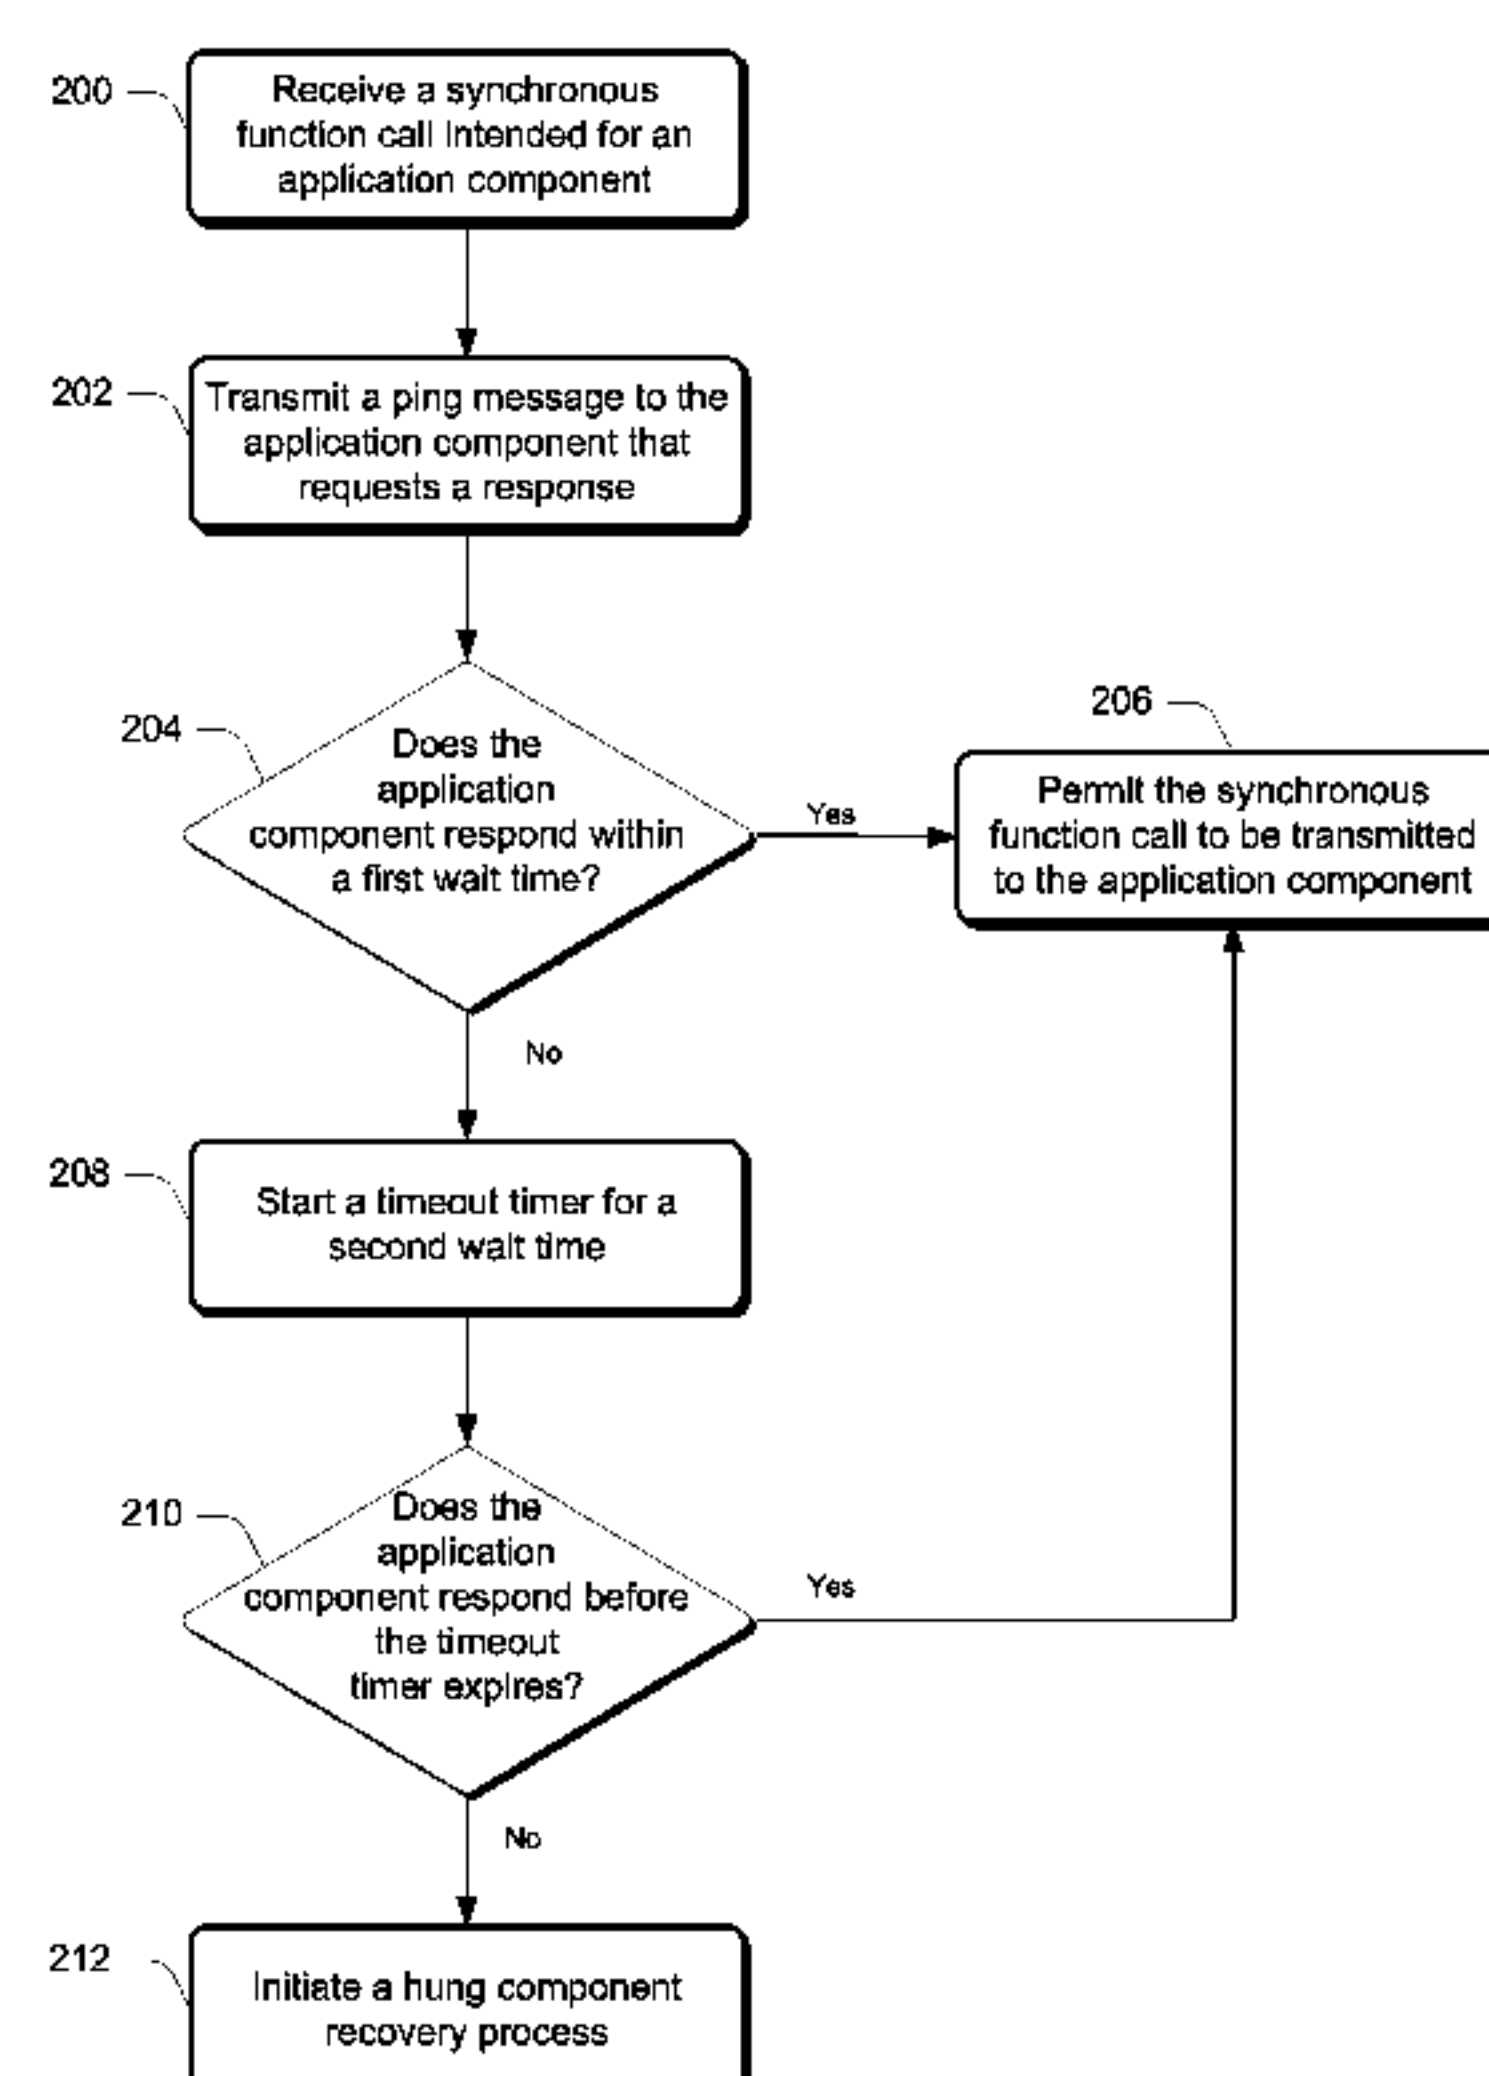 200
Receive a synchronous
function call intended for an
application component
202
Transmit a ping message to the
application component that
requests a response
204
Does the
application
component respond within
a first wait time?
Yes
206
Permit the synchronous
function call to be transmitted
to the application component
No
208
Start a timeout timer for a
second wait time
210
Does the
application
component respond before
the timeout
timer expires?
Yes
No
212
Initiate a hung component
recovery process